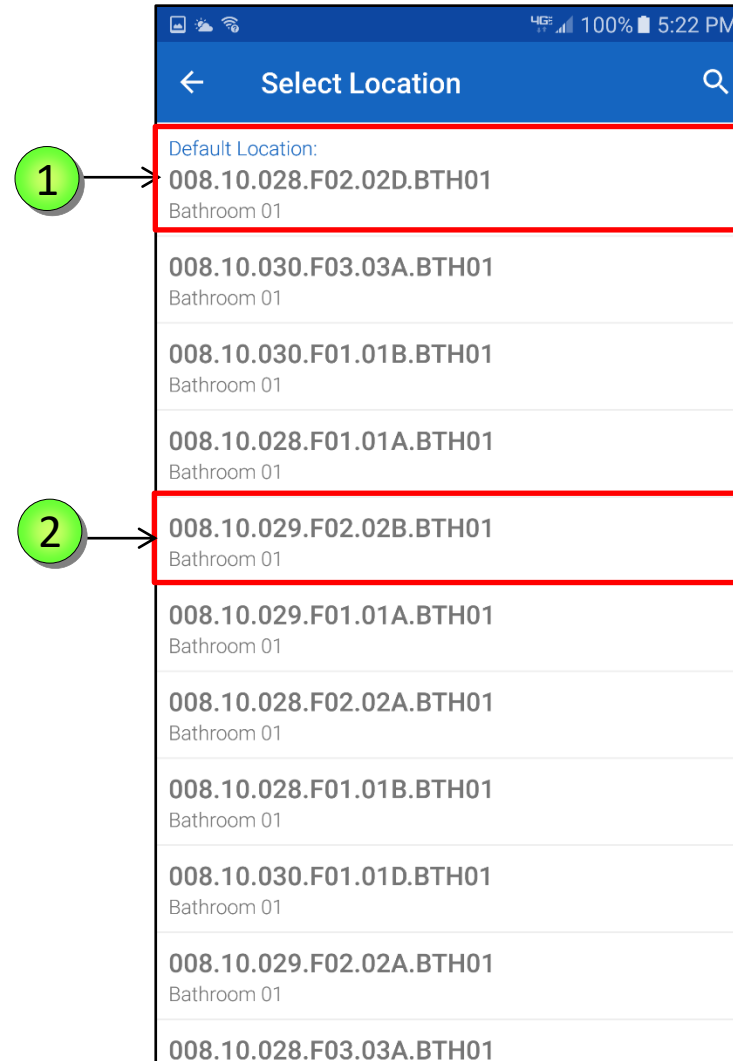 4G 100% 5:22 PM
Select Location
1
Default Location:
008.10.028.F02.02D.BTH01
Bathroom 01
008.10.030.F03.03A.BTH01
Bathroom 01
008.10.030.F01.01B.BTH01
Bathroom 01
008.10.028.F01.01A.BTH01
Bathroom 01
2
008.10.029.F02.02B.BTH01
Bathroom 01
008.10.029.F01.01A.BTH01
Bathroom 01
008.10.028.F02.02A.BTH01
Bathroom 01
008.10.028.F01.01B.BTH01
Bathroom 01
008.10.030.F01.01D.BTH01
Bathroom 01
008.10.029.F02.02A.BTH01
Bathroom 01
008.10.028.F03.03A.BTH01